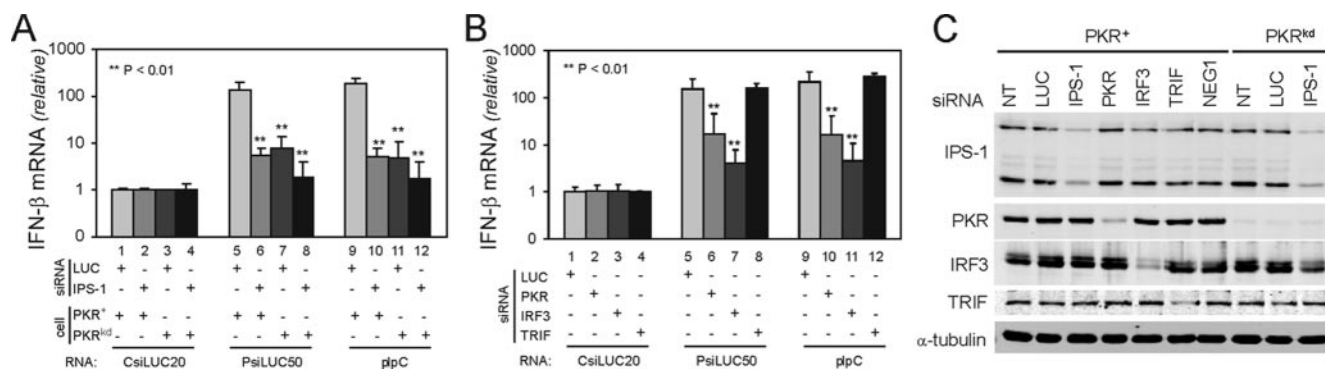 A
IFN-β mRNA (relative)
1000
100
10
1
** P < 0.01
** ** **
** ** **
1 2 3 4 5 6 7 8 9 10 11 12
siRNA
LUC + - + - + - + - + - + -
IPS-1 - + - + - + - + - + - +
cell
PKR+ + + - - + + - - + + - -
PKRkd - - + + - - + + - - + +
RNA: CsiLUC20 PsiLUC50 pIpC
B
IFN-β mRNA (relative)
1000
100
10
1
** P < 0.01
** **
** **
1 2 3 4 5 6 7 8 9 10 11 12
siRNA
LUC + - - - + - - - + - - -
PKR - + - - - + - - - + - -
IRF3 - - + - - - + - - - + -
TRIF - - - + - - - + - - - +
RNA: CsiLUC20 PsiLUC50 pIpC
C
PKR+ PKRkd
siRNA NT LUC IPS-1 PKR IRF3 TRIF NEG1 NT LUC IPS-1
IPS-1
PKR
IRF3
TRIF
α-tubulin